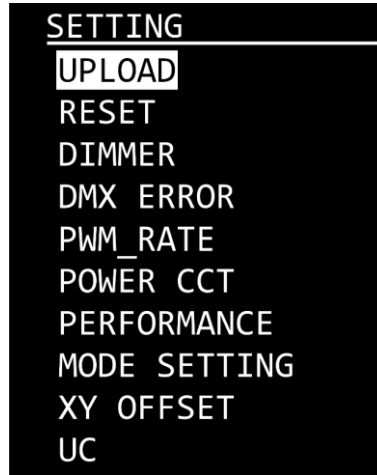 SETTING
UPLOAD
RESET
DIMMER
DMX ERROR
PWM_RATE
POWER CCT
PERFORMANCE
MODE SETTING
XY OFFSET
UC